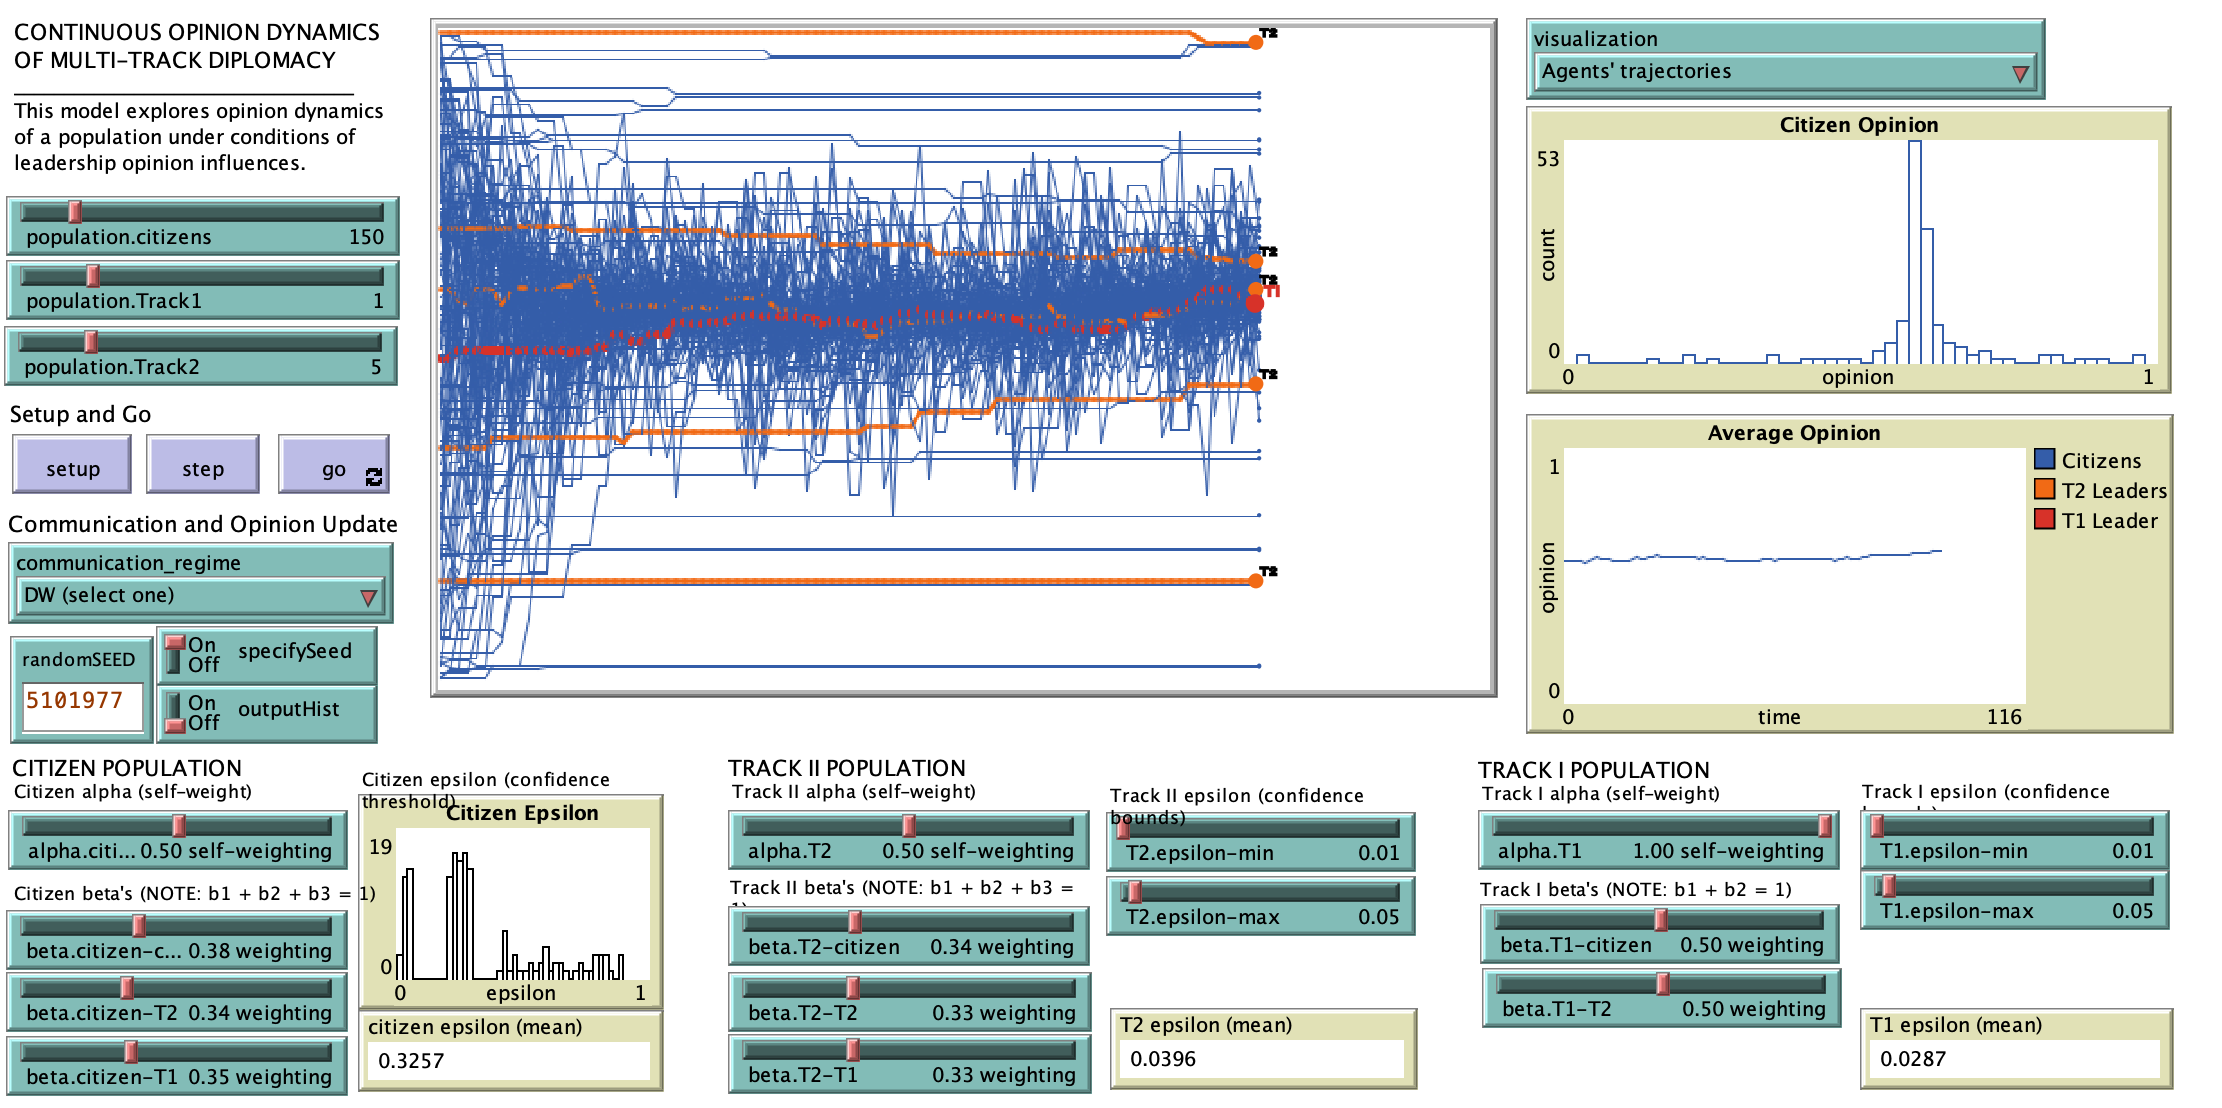 CONTINUOUS OPINION DYNAMICS
OF MULTI-TRACK DIPLOMACY
This model explores opinion dynamics
of a population under conditions of
leadership opinion influences.
population.citizens 150
population.Track1 1
population.Track2 5
Setup and Go
setup step go
Communication and Opinion Update
communication_regime
DW (select one)
randomSEED
5101977
On
Off specifySeed
On
Off outputHist
T2
T2
T2
T2
T2
visualization
Agents' trajectories
Citizen Opinion
53
count
0
0 opinion 1
Average Opinion
1
opinion
0
0 time 116
Citizens
T2 Leaders
T1 Leader
CITIZEN POPULATION
Citizen alpha (self-weight)
alpha.citi... 0.50 self-weighting
Citizen beta's (NOTE: b1 + b2 + b3 = 1)
beta.citizen-c... 0.38 weighting
beta.citizen-T2 0.34 weighting
beta.citizen-T1 0.35 weighting
Citizen epsilon (confidence
threshold)
Citizen Epsilon
19
0
0 epsilon 1
citizen epsilon (mean)
0.3257
TRACK II POPULATION
Track II alpha (self-weight)
alpha.T2 0.50 self-weighting
Track II beta's (NOTE: b1 + b2 + b3 =
beta.T2-citizen 0.34 weighting
beta.T2-T2 0.33 weighting
beta.T2-T1 0.33 weighting
Track II epsilon (confidence
bounds)
T2.epsilon-min 0.01
T2.epsilon-max 0.05
T2 epsilon (mean)
0.0396
TRACK I POPULATION
Track I alpha (self-weight)
alpha.T1 1.00 self-weighting
Track I beta's (NOTE: b1 + b2 = 1)
beta.T1-citizen 0.50 weighting
beta.T1-T2 0.50 weighting
Track I epsilon (confidence
T1.epsilon-min 0.01
T1.epsilon-max 0.05
T1 epsilon (mean)
0.0287